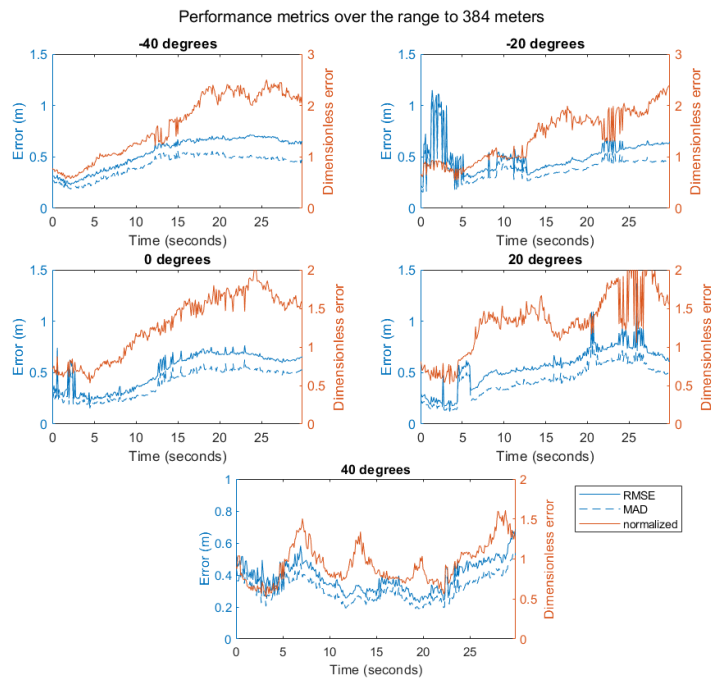 Performance metrics over the range to 384 meters
-40 degrees
-20 degrees
1.5
1
0.5
0
3
2
1
0
Error (m)
Dimensionless error
0 5 10 15 20 25
Time (seconds)
1.5
1
0.5
0
3
2
1
0
Error (m)
Dimensionless error
0 5 10 15 20 25
Time (seconds)
0 degrees
20 degrees
1.5
1
0.5
0
2
1.5
1
0.5
0
Error (m)
Dimensionless error
0 5 10 15 20 25
Time (seconds)
1.5
1
0.5
0
2
1.5
1
0.5
0
Error (m)
Dimensionless error
0 5 10 15 20 25
Time (seconds)
40 degrees
1
0.8
0.6
0.4
0.2
0
2
1.5
1
0.5
0
Error (m)
Dimensionless error
0 5 10 15 20 25
Time (seconds)
RMSE
MAD
normalized